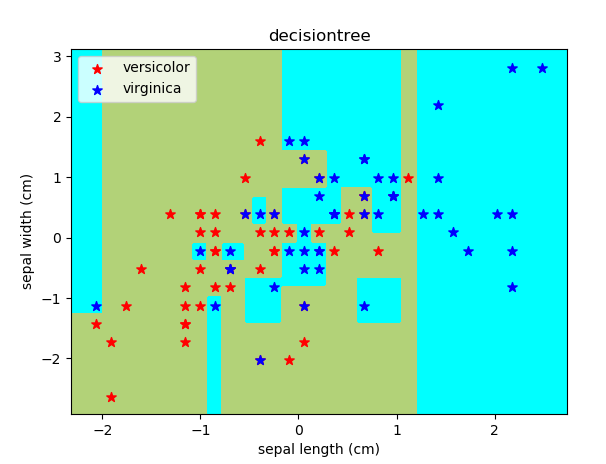 decisiontree
versicolor
virginica
3
2
1
0
−1
−2
sepal width (cm)
−2
−1
0
1
2
sepal length (cm)